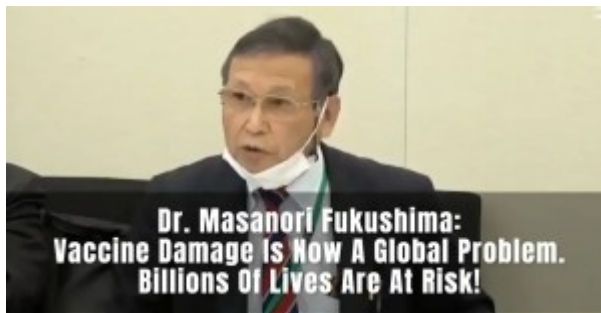 Dr. Masanori Fukushima:
Vaccine Damage Is Now A Global Problem.
Billions Of Lives Are At Risk!